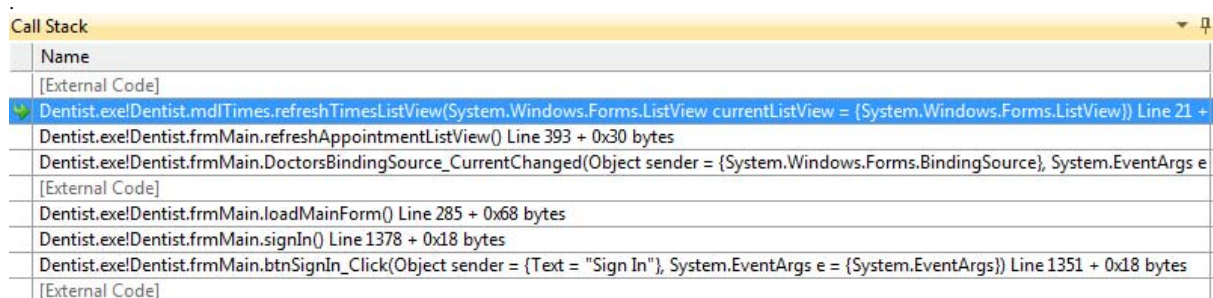 .
Call Stack
Name
[External Code]
Dentist.exe!Dentist.mdlTimes.refreshTimesListView(System.Windows.Forms.ListView currentListView = {System.Windows.Forms.ListView}) Line 21 +
Dentist.exe!Dentist.frmMain.refreshAppointmentListView() Line 393 + 0x30 bytes
Dentist.exe!Dentist.frmMain.DoctorsBindingSource_CurrentChanged(Object sender = {System.Windows.Forms.BindingSource}, System.EventArgs e
[External Code]
Dentist.exe!Dentist.frmMain.loadMainForm() Line 285 + 0x68 bytes
Dentist.exe!Dentist.frmMain.signIn() Line 1378 + 0x18 bytes
Dentist.exe!Dentist.frmMain.btnSignIn_Click(Object sender = {Text = "Sign In"}, System.EventArgs e = {System.EventArgs}) Line 1351 + 0x18 bytes
[External Code]